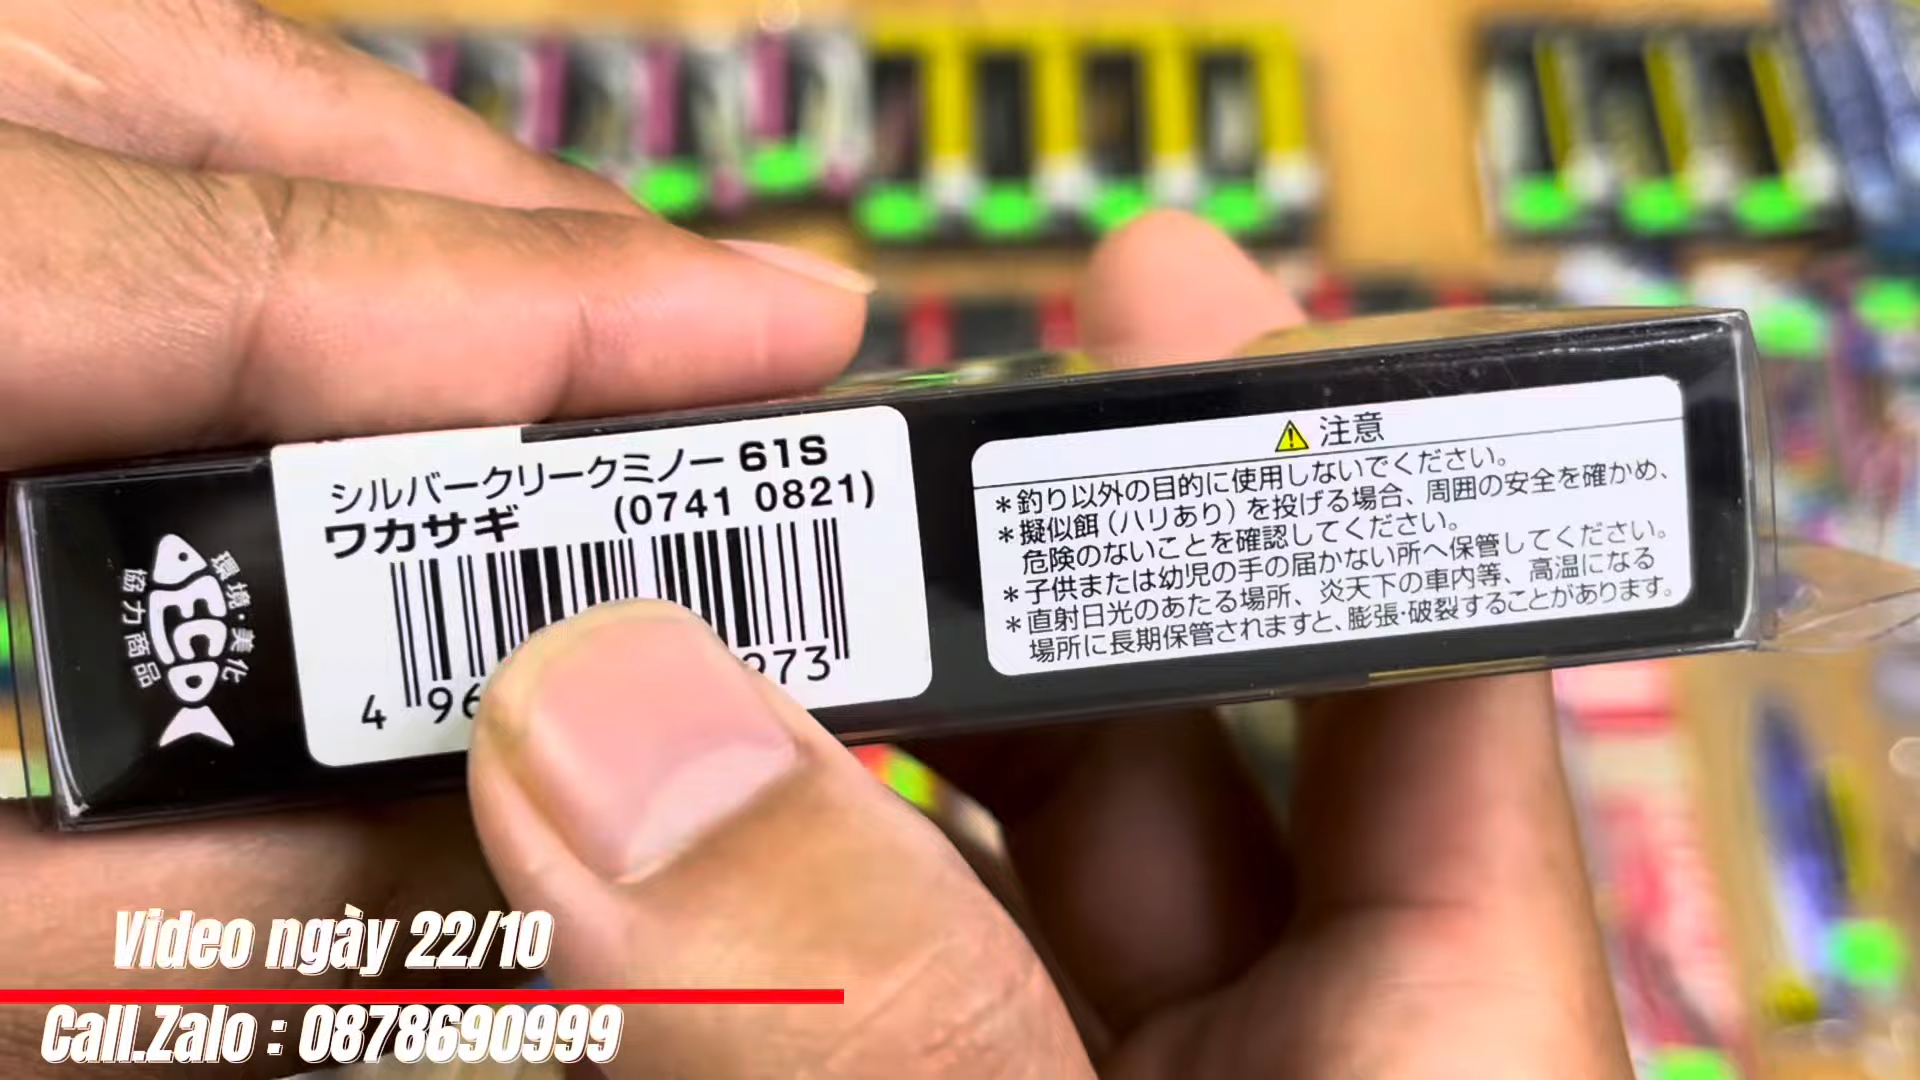 シルバークリークミノー 61S
ワカサギ (0741 0821)
4 96
973
環境・美化
協力商品
ECO
⚠ 注意
＊釣り以外の目的に使用しないでください。
＊擬似餌（ハリあり）を投げる場合、周囲の安全を確かめ、
危険のないことを確認してください。
＊子供または幼児の手の届かない所へ保管してください。
＊直射日光のあたる場所、炎天下の車内等、高温になる
場所に長期保管されますと、膨張・破裂することがあります。
Video ngày 22/10
Call.Zalo : 0878690999